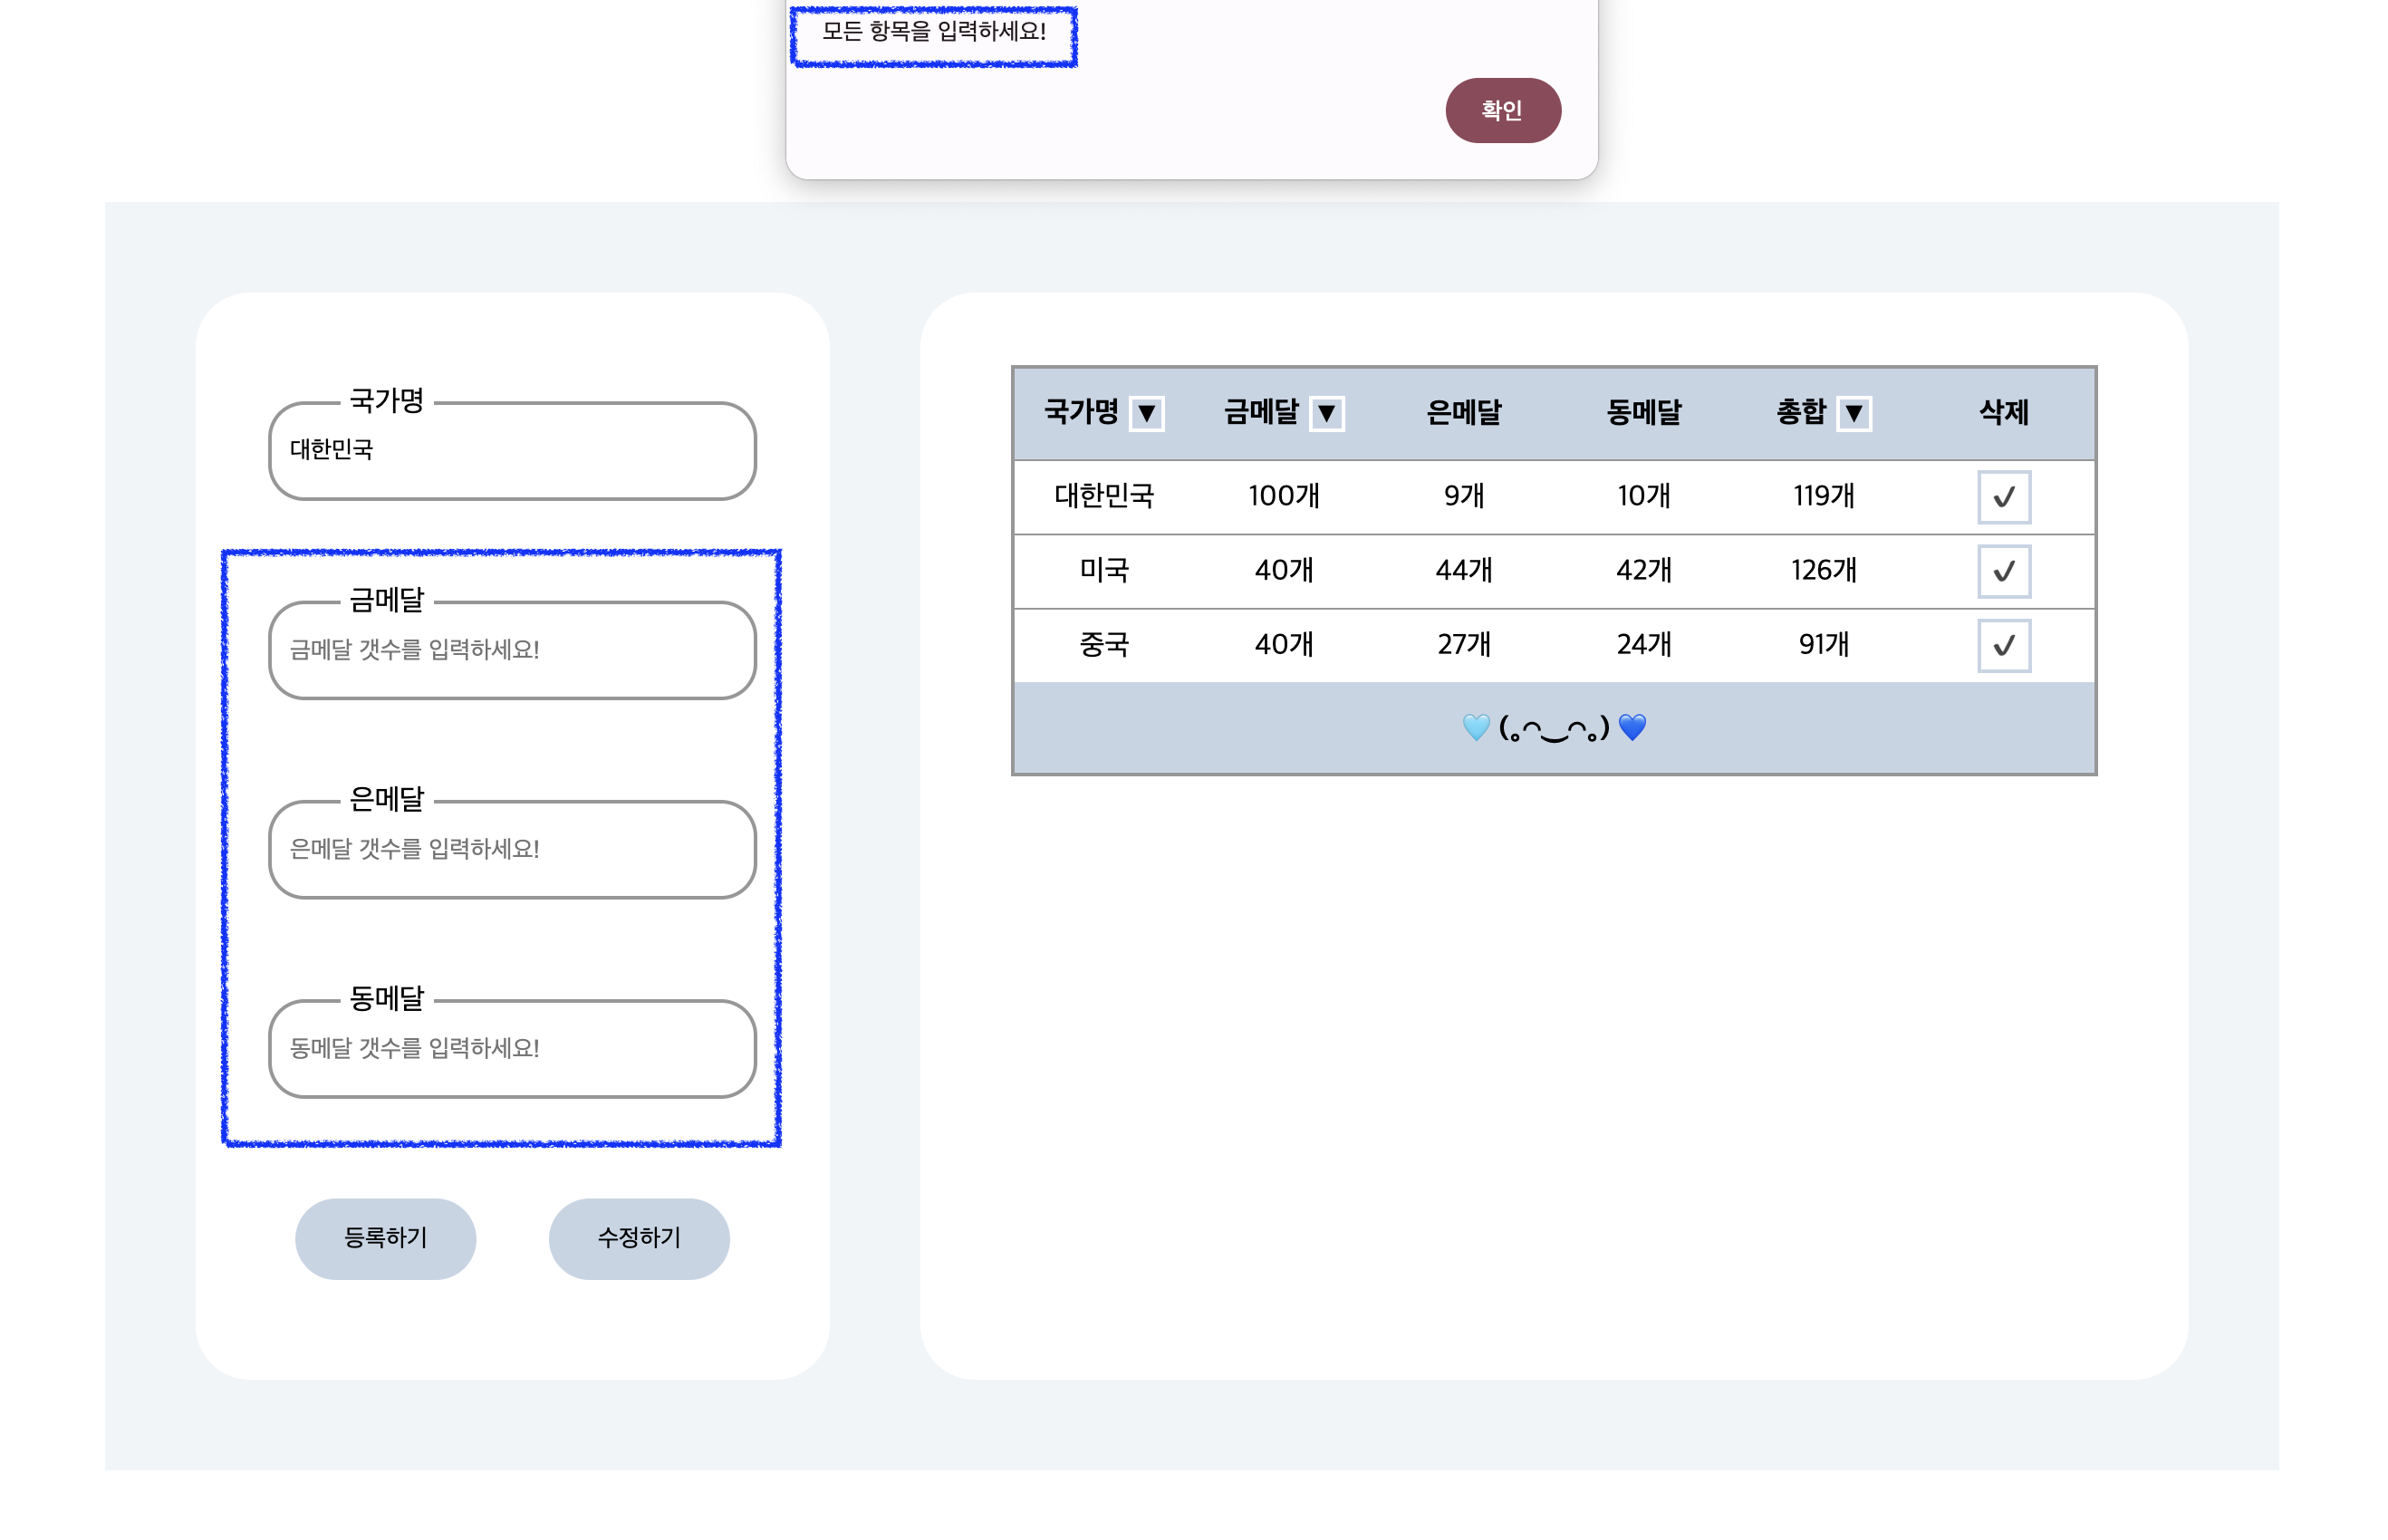 모든 항목을 입력하세요!
확인
국가명
대한민국
금메달
금메달 갯수를 입력하세요!
은메달
은메달 갯수를 입력하세요!
동메달
동메달 갯수를 입력하세요!
등록하기 수정하기
국가명 ▼ 금메달 ▼ 은메달 동메달 총합 ▼ 삭제
대한민국 100개 9개 10개 119개 ✔
미국 40개 44개 42개 126개 ✔
중국 40개 27개 24개 91개 ✔
🩵 (｡◠‿◠｡) 💙